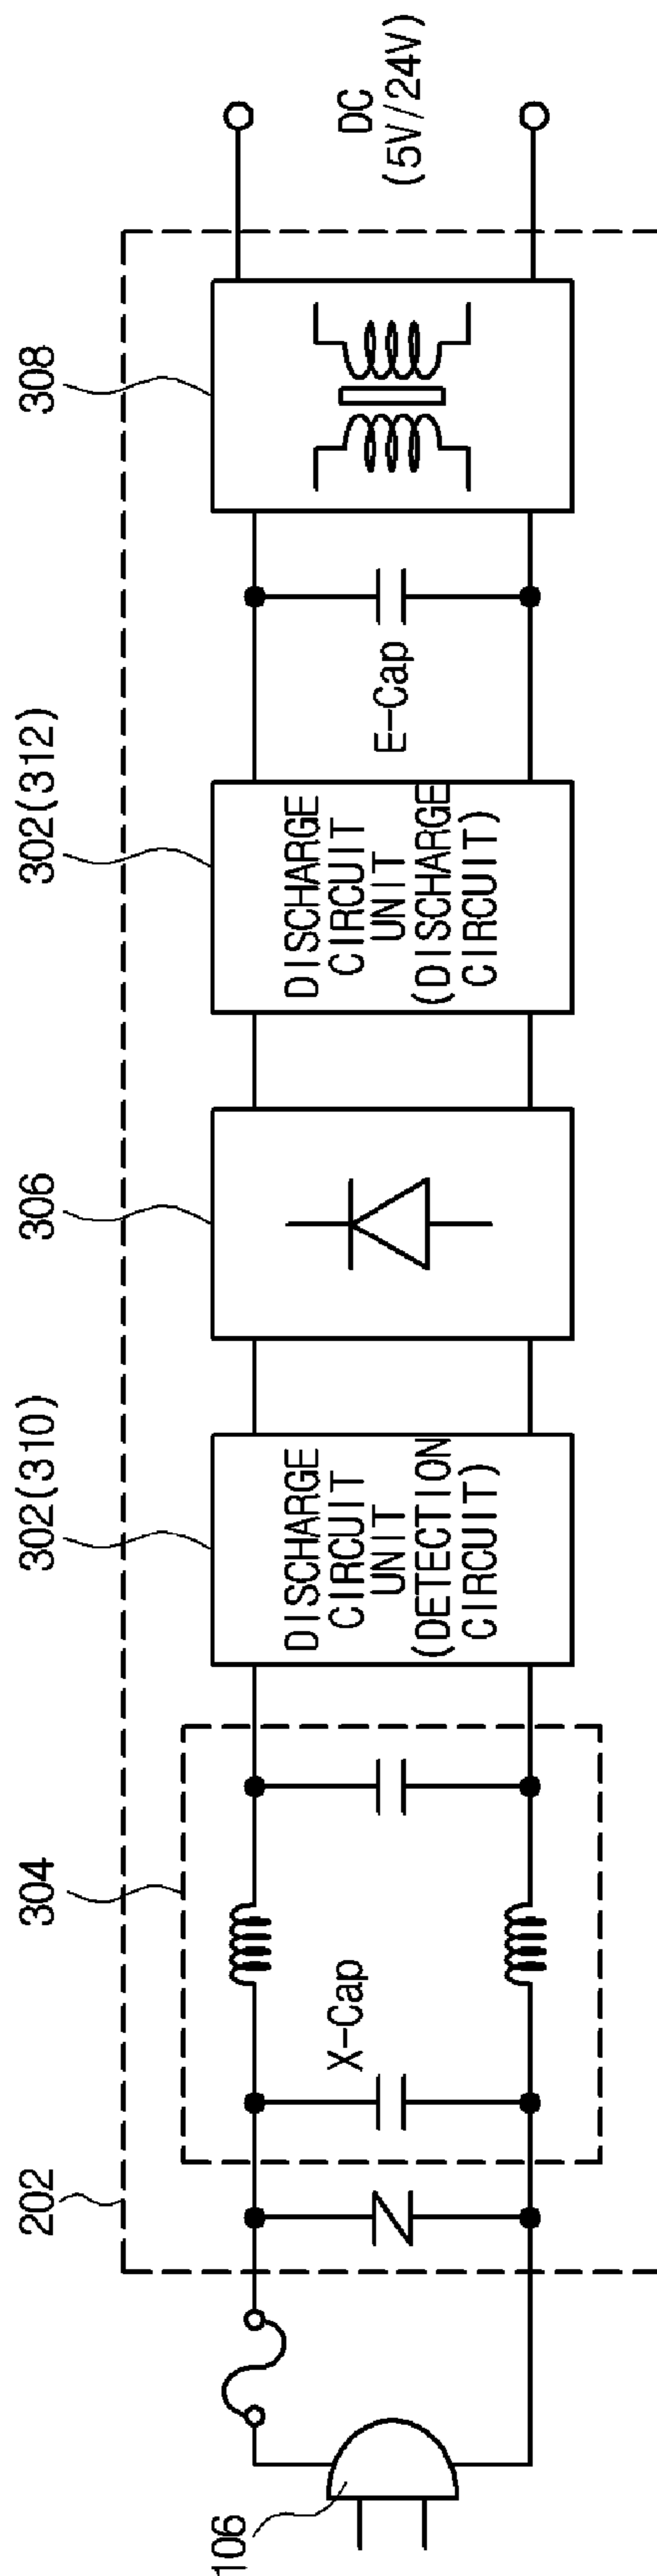 202
304
302(310)
306
302(312)
308
106
X-Cap
DISCHARGE
CIRCUIT
UNIT
(DETECTION
CIRCUIT)
DISCHARGE
CIRCUIT
UNIT
(DISCHARGE
CIRCUIT)
E-Cap
DC
(5V/24V)